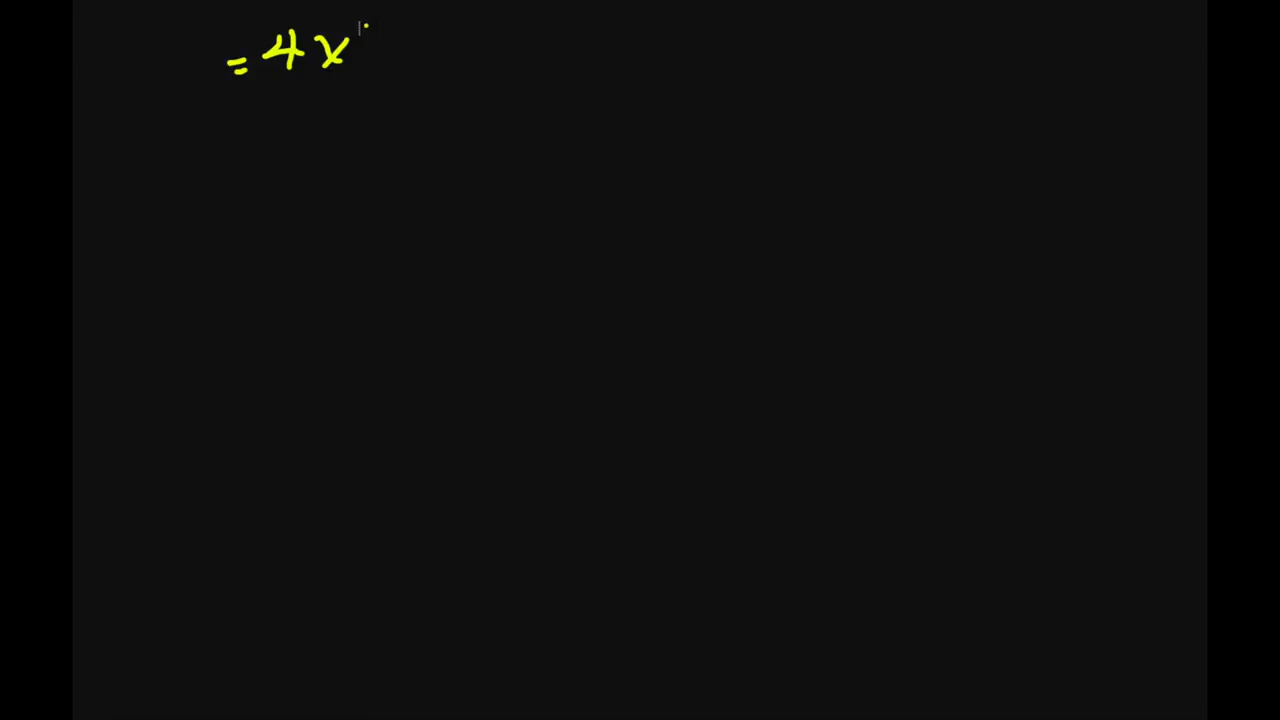 = 4x